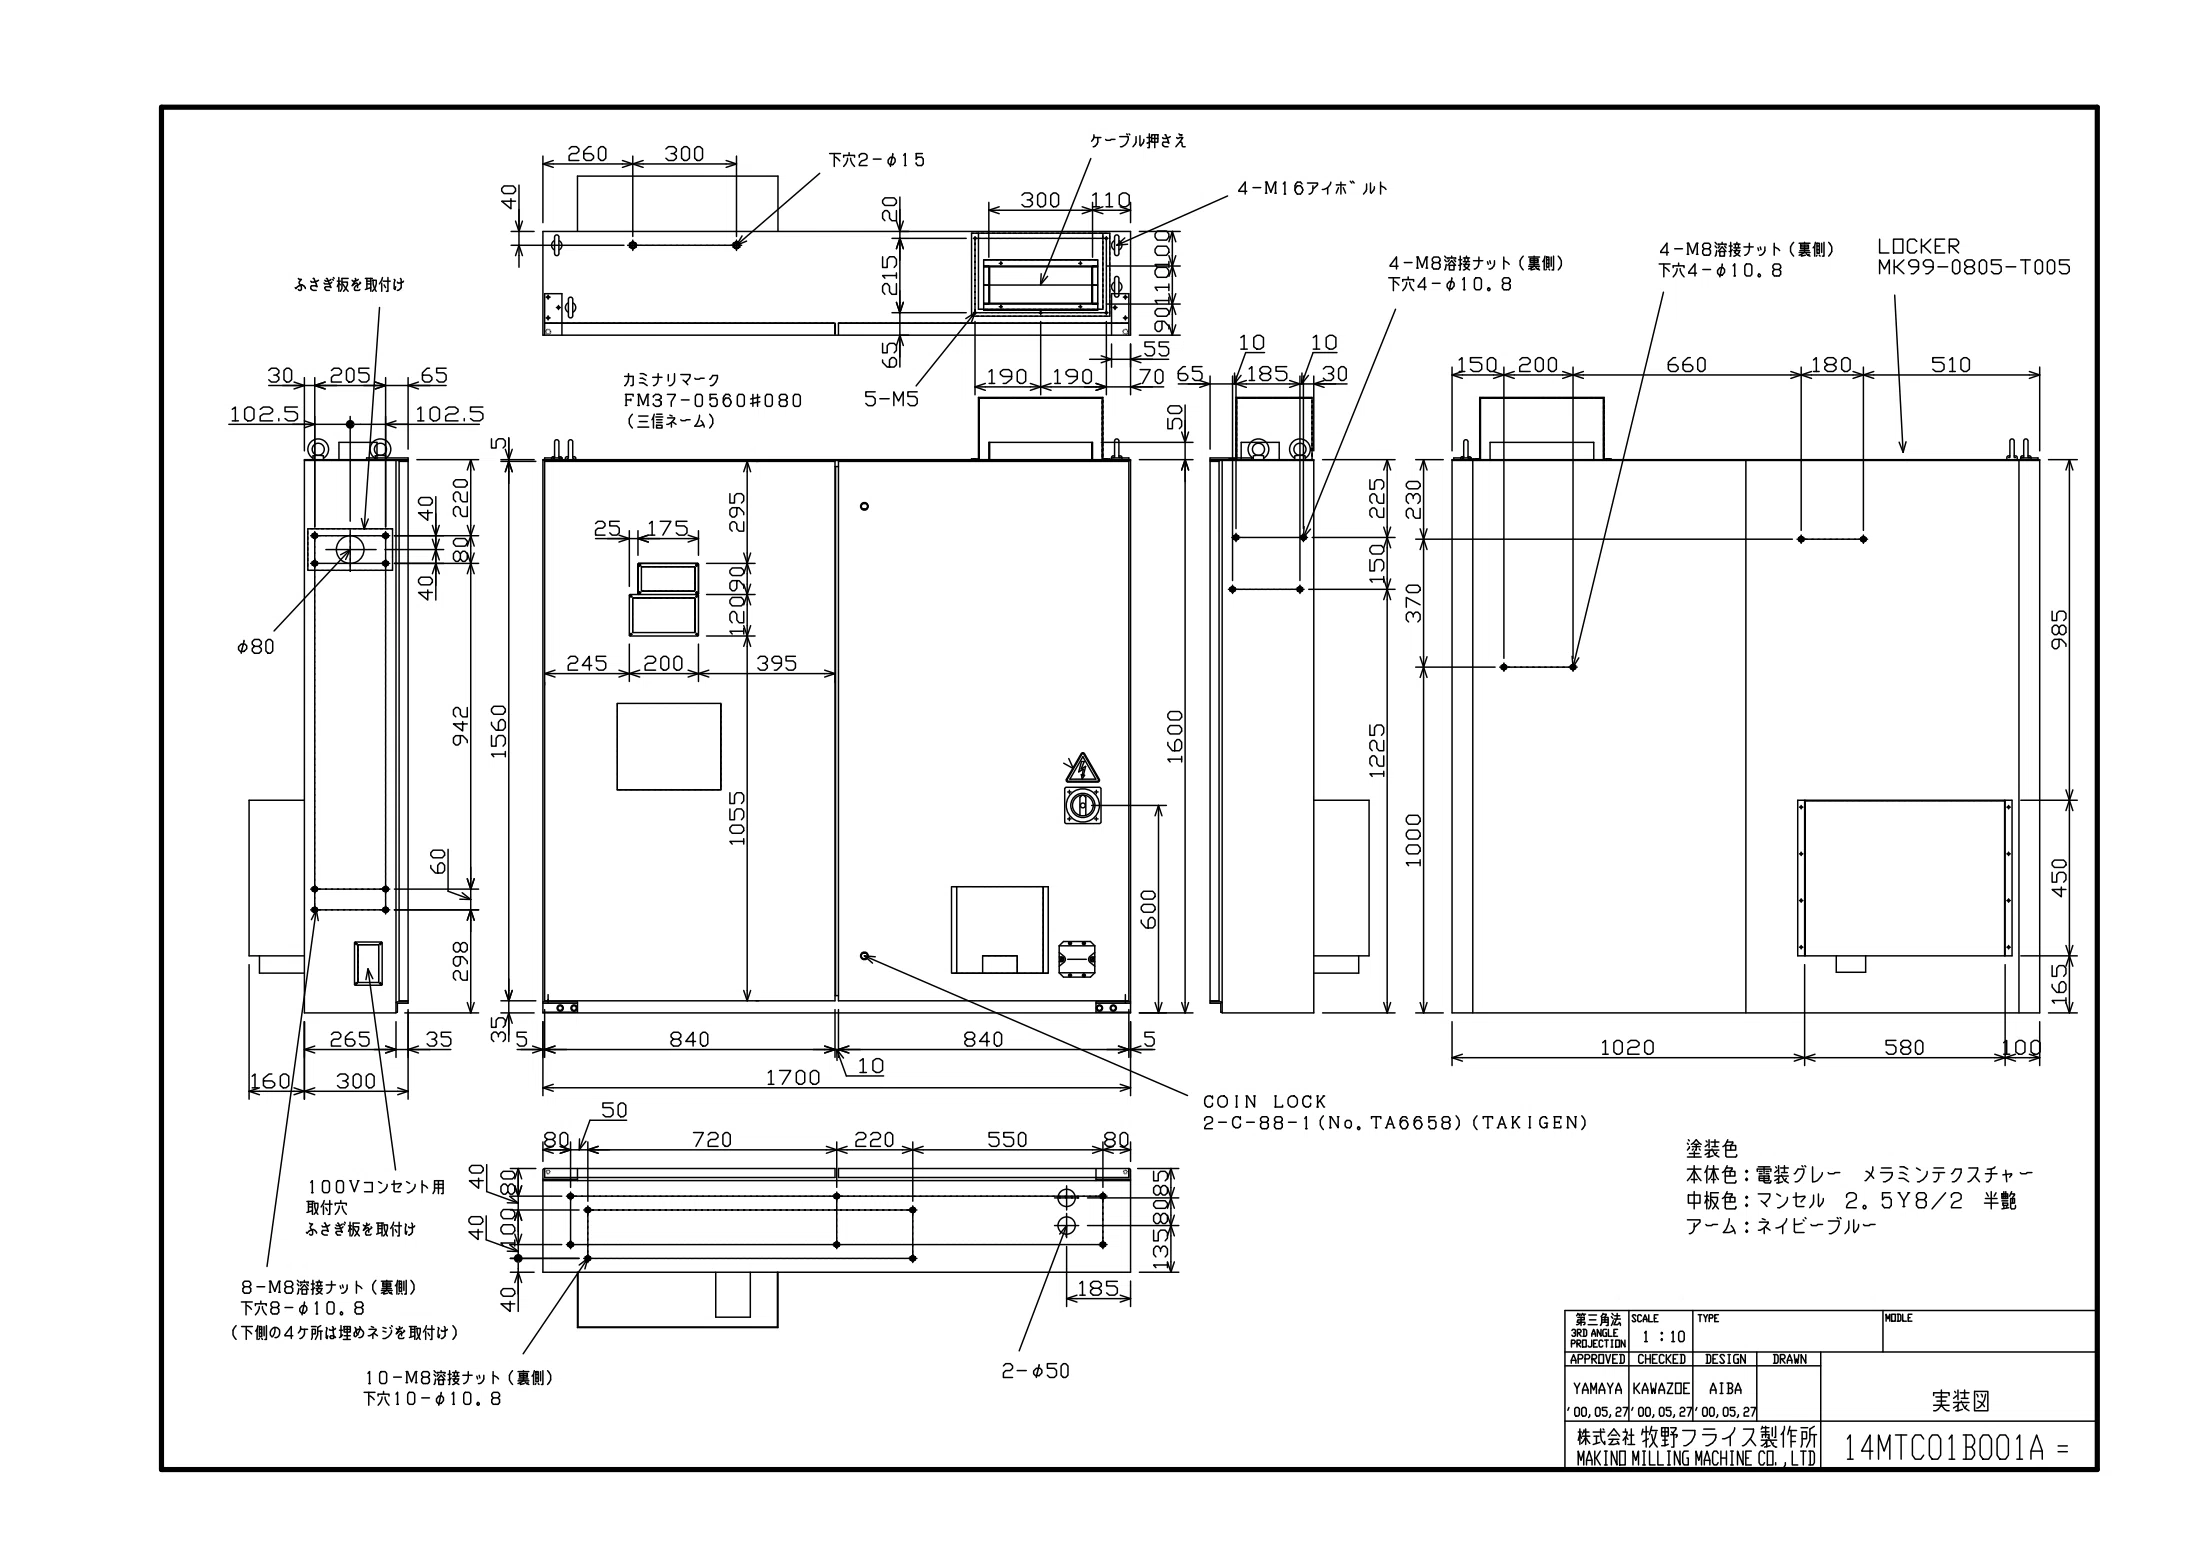 260
300
下穴2-φ15
ケーブル押さえ
4-M16アイボルト
40
20
300
110
215
65
100
110
90
55
190
190
70
5-M5
4-M8溶接ナット(裏側)
下穴4-φ10.8
4-M8溶接ナット(裏側)
下穴4-φ10.8
LOCKER
MK99-0805-T005
ふさぎ板を取付け
30
205
65
102.5
102.5
カミナリマーク
FM37-0560#080
(三信ネーム)
220
40
80
40
φ80
942
60
298
265
35
160
300
5
1560
35
295
25
175
90
120
245
200
395
1055
50
1600
600
5
840
840
5
10
1700
65
10
185
10
30
225
150
1225
150
200
660
180
510
230
370
1000
985
450
165
1020
580
100
COIN LOCK
2-C-88-1(No.TA6658)(TAKIGEN)
100Vコンセント用
取付穴
ふさぎ板を取付け
8-M8溶接ナット(裏側)
下穴8-φ10.8
(下側の4ケ所は埋めネジを取付け)
50
80
720
220
550
80
40
80
100
40
40
85
80
135
185
10-M8溶接ナット(裏側)
下穴10-φ10.8
2-φ50
塗装色
本体色:電装グレー メラミンテクスチャー
中板色:マンセル 2.5Y8/2 半艶
アーム:ネイビーブルー
第三角法
3RD ANGLE
PROJECTION
SCALE
1 :10
TYPE
MODLE
APPROVED CHECKED DESIGN DRAWN
YAMAYA KAWAZOE AIBA
'00,05,27 '00,05,27 '00,05,27
実装図
株式会社 牧野フライス製作所
MAKINO MILLING MACHINE CO.,LTD
14MTC01B001A =